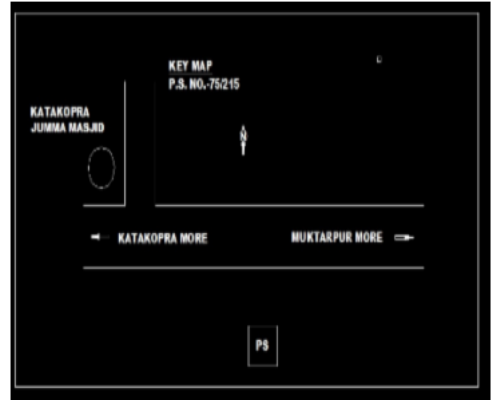 KEY MAP
P.S. NO.-75/215
KATAKOPRA
JUMMA MASJID
N
KATAKOPRA MORE
MUKTARPUR MORE
PS